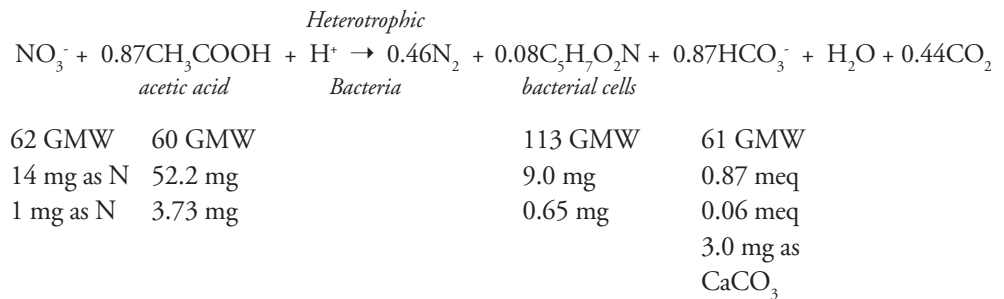 Heterotrophic
NO₃⁻ + 0.87CH₃COOH + H⁺ → 0.46N₂ + 0.08C₅H₇O₂N + 0.87HCO₃⁻ + H₂O + 0.44CO₂
acetic acid Bacteria bacterial cells
62 GMW 60 GMW 113 GMW 61 GMW
14 mg as N 52.2 mg 9.0 mg 0.87 meq
1 mg as N 3.73 mg 0.65 mg 0.06 meq
3.0 mg as
CaCO₃